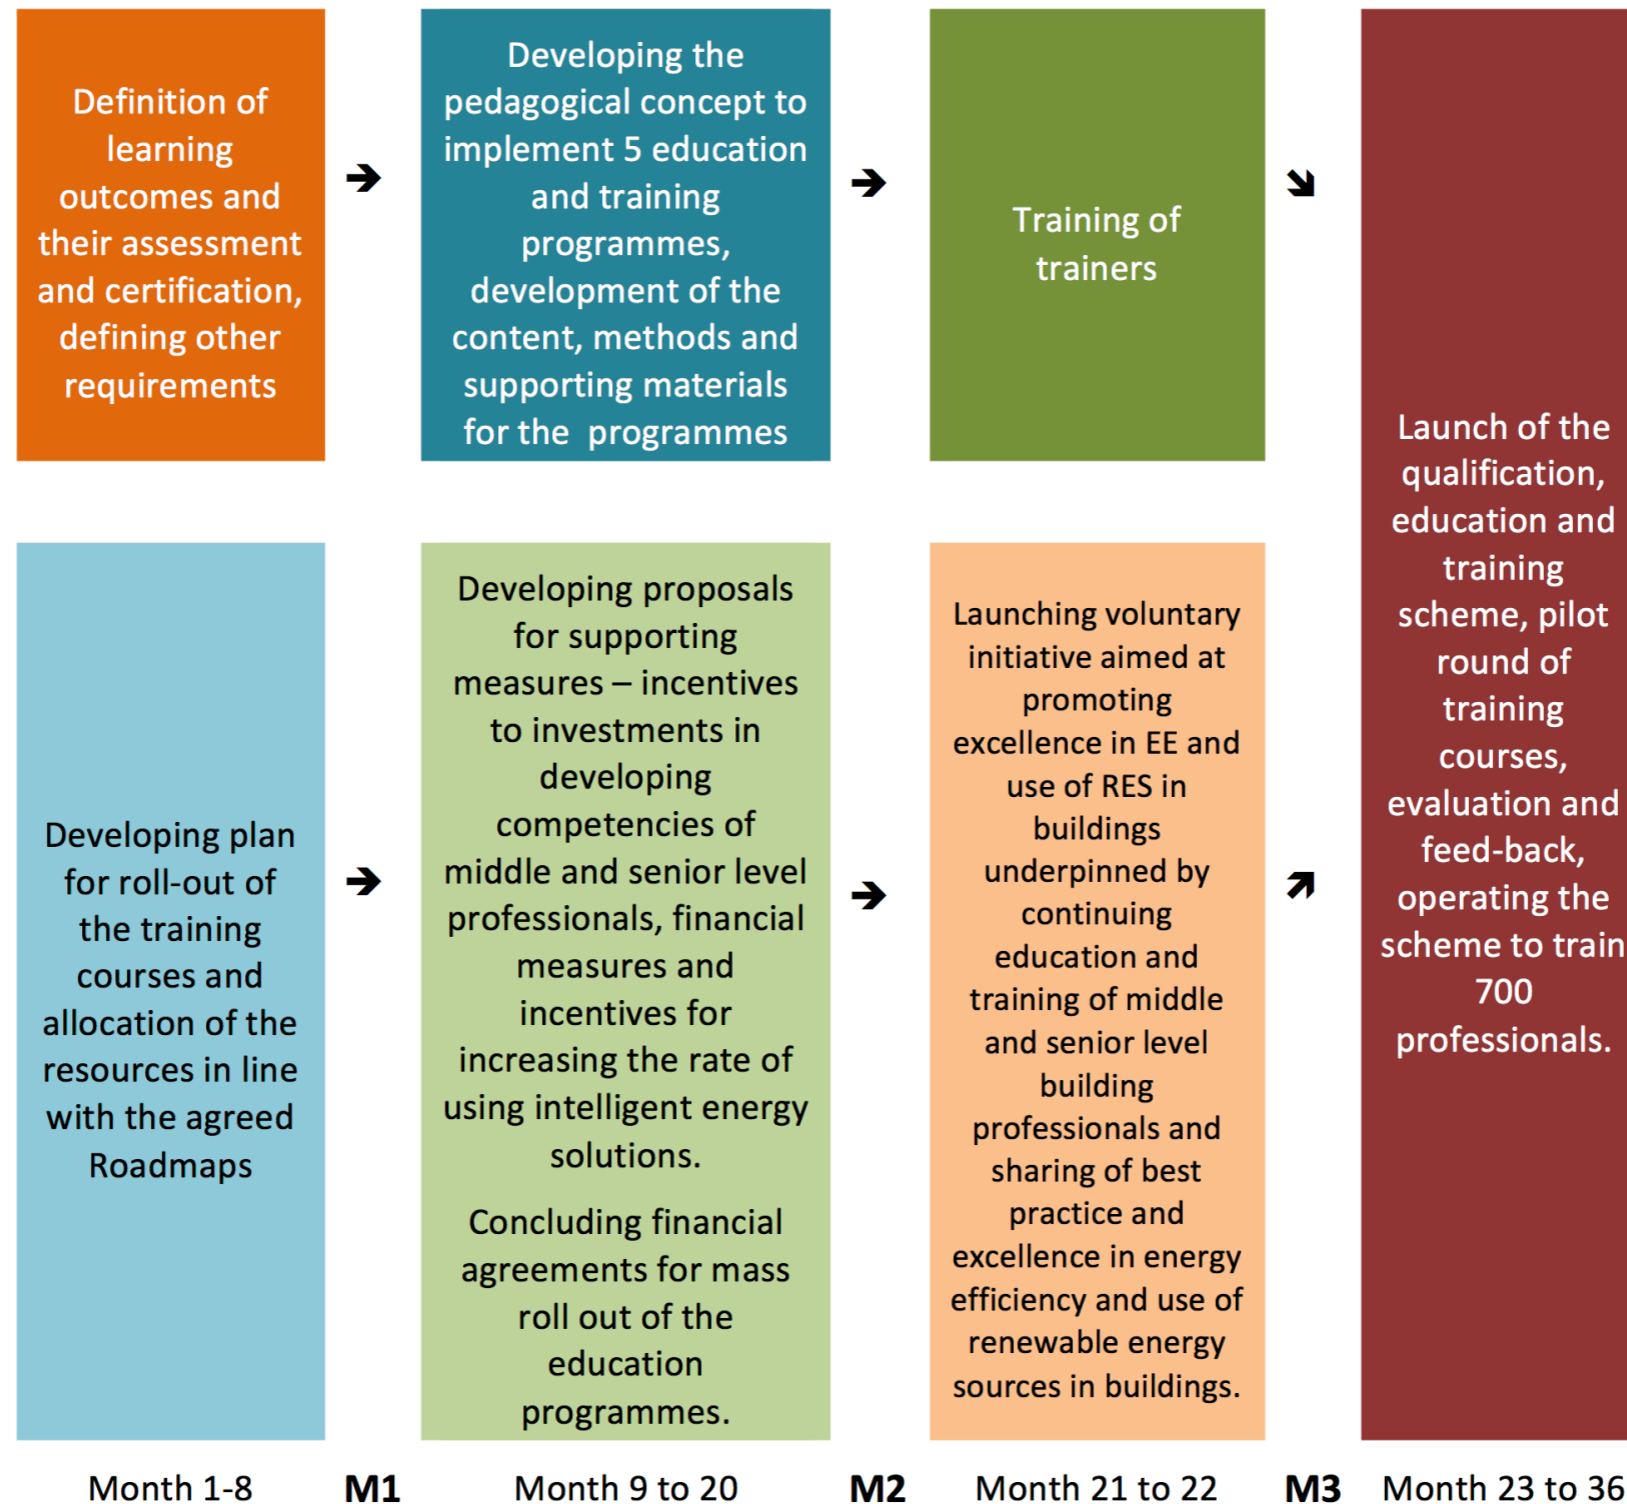 Definition of
learning
outcomes and
their assessment
and certification,
defining other
requirements
➔
Developing the
pedagogical concept to
implement 5 education
and training
programmes,
development of the
content, methods and
supporting materials
for the programmes
➔
Training of
trainers
➘
Launch of the
qualification,
education and
training
scheme, pilot
round of
training
courses,
evaluation and
feed-back,
operating the
scheme to train
700
professionals.
Developing plan
for roll-out of
the training
courses and
allocation of the
resources in line
with the agreed
Roadmaps
➔
Developing proposals
for supporting
measures – incentives
to investments in
developing
competencies of
middle and senior level
professionals, financial
measures and
incentives for
increasing the rate of
using intelligent energy
solutions.
Concluding financial
agreements for mass
roll out of the
education
programmes.
➔
Launching voluntary
initiative aimed at
promoting
excellence in EE and
use of RES in
buildings
underpinned by
continuing
education and
training of middle
and senior level
building
professionals and
sharing of best
practice and
excellence in energy
efficiency and use of
renewable energy
sources in buildings.
➚
Month 1-8 M1 Month 9 to 20 M2 Month 21 to 22 M3 Month 23 to 36